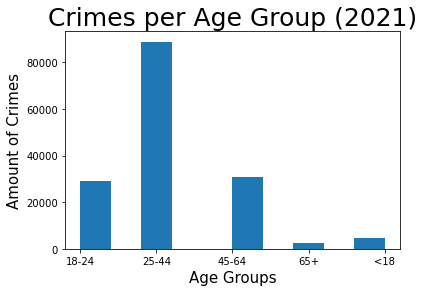 Crimes per Age Group (2021)
Amount of Crimes
80000
60000
40000
20000
0
18-24 25-44 45-64 65+ <18
Age Groups